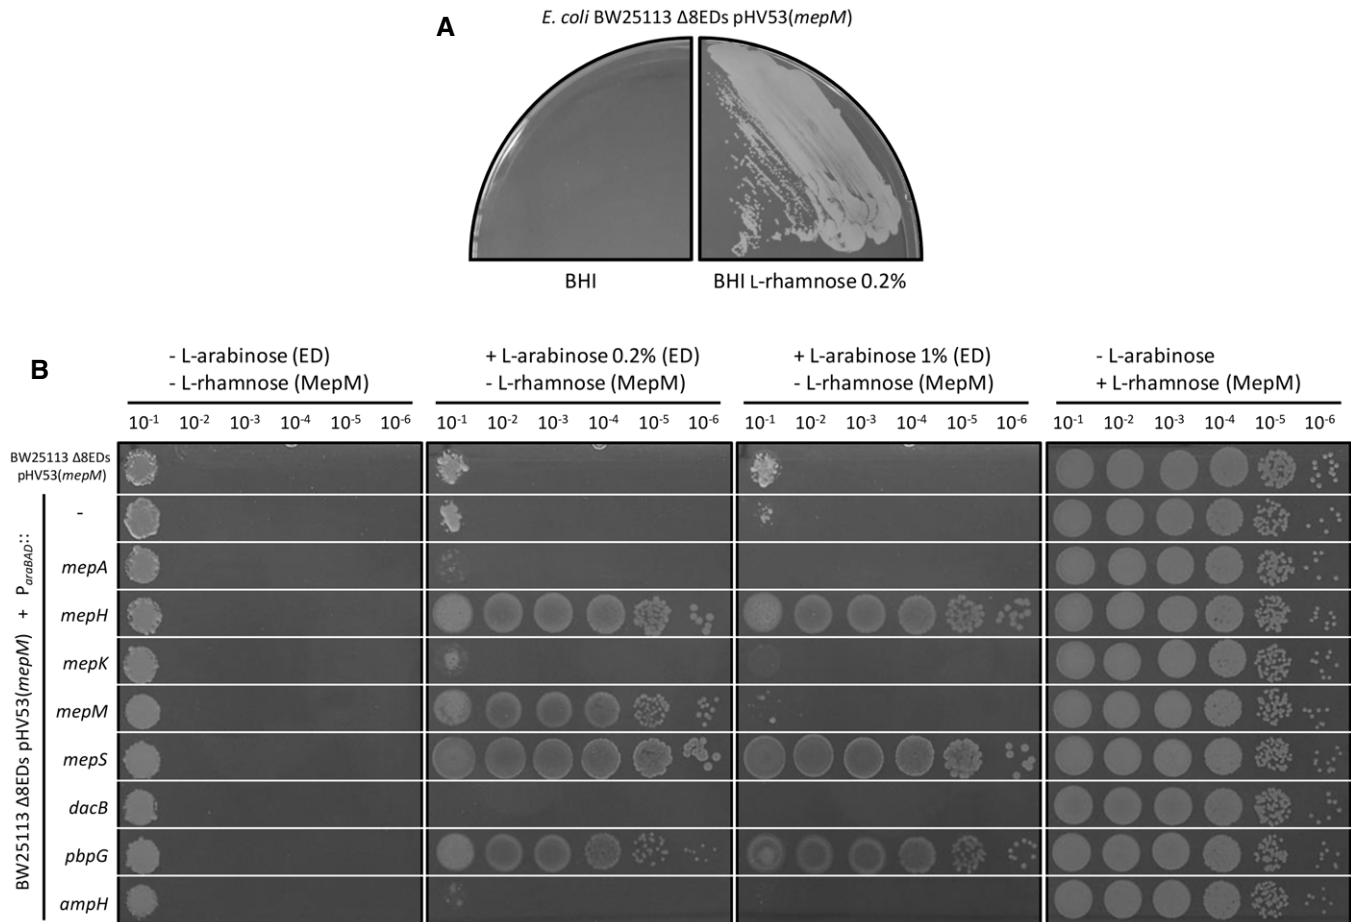 A
E. coli BW25113 Δ8EDs pHV53(mepM)
BHI
BHI L-rhamnose 0.2%
B
- L-arabinose (ED)
- L-rhamnose (MepM)
+ L-arabinose 0.2% (ED)
- L-rhamnose (MepM)
+ L-arabinose 1% (ED)
- L-rhamnose (MepM)
- L-arabinose
+ L-rhamnose (MepM)
10⁻¹ 10⁻² 10⁻³ 10⁻⁴ 10⁻⁵ 10⁻⁶
10⁻¹ 10⁻² 10⁻³ 10⁻⁴ 10⁻⁵ 10⁻⁶
10⁻¹ 10⁻² 10⁻³ 10⁻⁴ 10⁻⁵ 10⁻⁶
10⁻¹ 10⁻² 10⁻³ 10⁻⁴ 10⁻⁵ 10⁻⁶
BW25113 Δ8EDs
pHV53(mepM)
BW25113 Δ8EDs pHV53(mepM) + ParaBAD::
-
mepA
mepH
mepK
mepM
mepS
dacB
pbpG
ampH